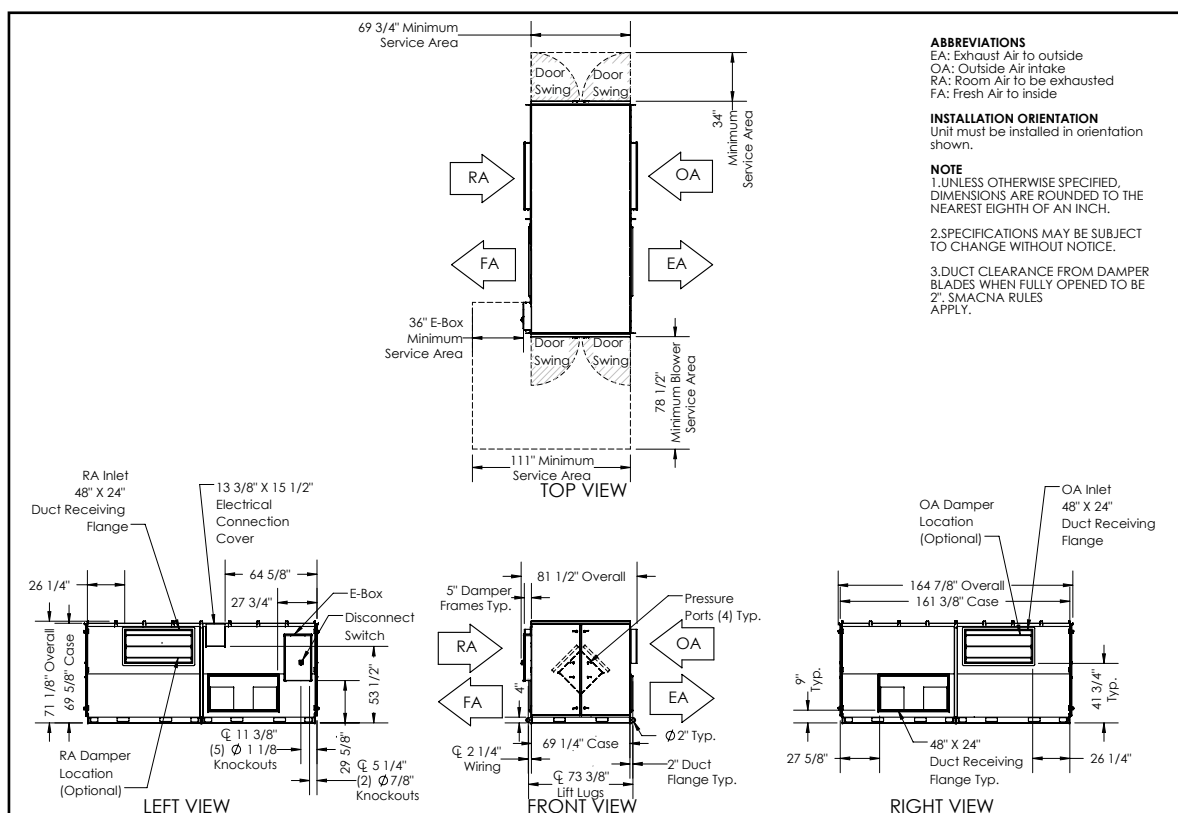 69 3/4" Minimum
Service Area
Door
Swing
Door
Swing
34"
Minimum
Service Area
RA
OA
FA
EA
36" E-Box
Minimum
Service Area
Door
Swing
Door
Swing
78 1/2"
Minimum Blower
Service Area
111" Minimum
Service Area
TOP VIEW
ABBREVIATIONS
EA: Exhaust Air to outside
OA: Outside Air intake
RA: Room Air to be exhausted
FA: Fresh Air to inside
INSTALLATION ORIENTATION
Unit must be installed in orientation
shown.
NOTE
1.UNLESS OTHERWISE SPECIFIED,
DIMENSIONS ARE ROUNDED TO THE
NEAREST EIGHTH OF AN INCH.
2.SPECIFICATIONS MAY BE SUBJECT
TO CHANGE WITHOUT NOTICE.
3.DUCT CLEARANCE FROM DAMPER
BLADES WHEN FULLY OPENED TO BE
2". SMACNA RULES
APPLY.
RA Inlet
48" X 24"
Duct Receiving
Flange
13 3/8" X 15 1/2"
Electrical
Connection
Cover
26 1/4"
64 5/8"
27 3/4"
E-Box
Disconnect
Switch
71 1/8" Overall
69 5/8" Case
53 1/2"
29 5/8"
℄ 11 3/8"
(5) Ø 1 1/8
Knockouts
℄ 5 1/4"
(2) Ø7/8"
Knockouts
RA Damper
Location
(Optional)
LEFT VIEW
81 1/2" Overall
5" Damper
Frames Typ.
Pressure
Ports (4) Typ.
RA
OA
FA
EA
4"
69 1/4" Case
Ø2" Typ.
℄ 2 1/4"
Wiring
2" Duct
Flange Typ.
℄ 73 3/8"
Lift Lugs
FRONT VIEW
OA Damper
Location
(Optional)
OA Inlet
48" X 24"
Duct Receiving
Flange
164 7/8" Overall
161 3/8" Case
9"
Typ.
41 3/4"
Typ.
27 5/8"
48" X 24"
Duct Receiving
Flange Typ.
26 1/4"
RIGHT VIEW